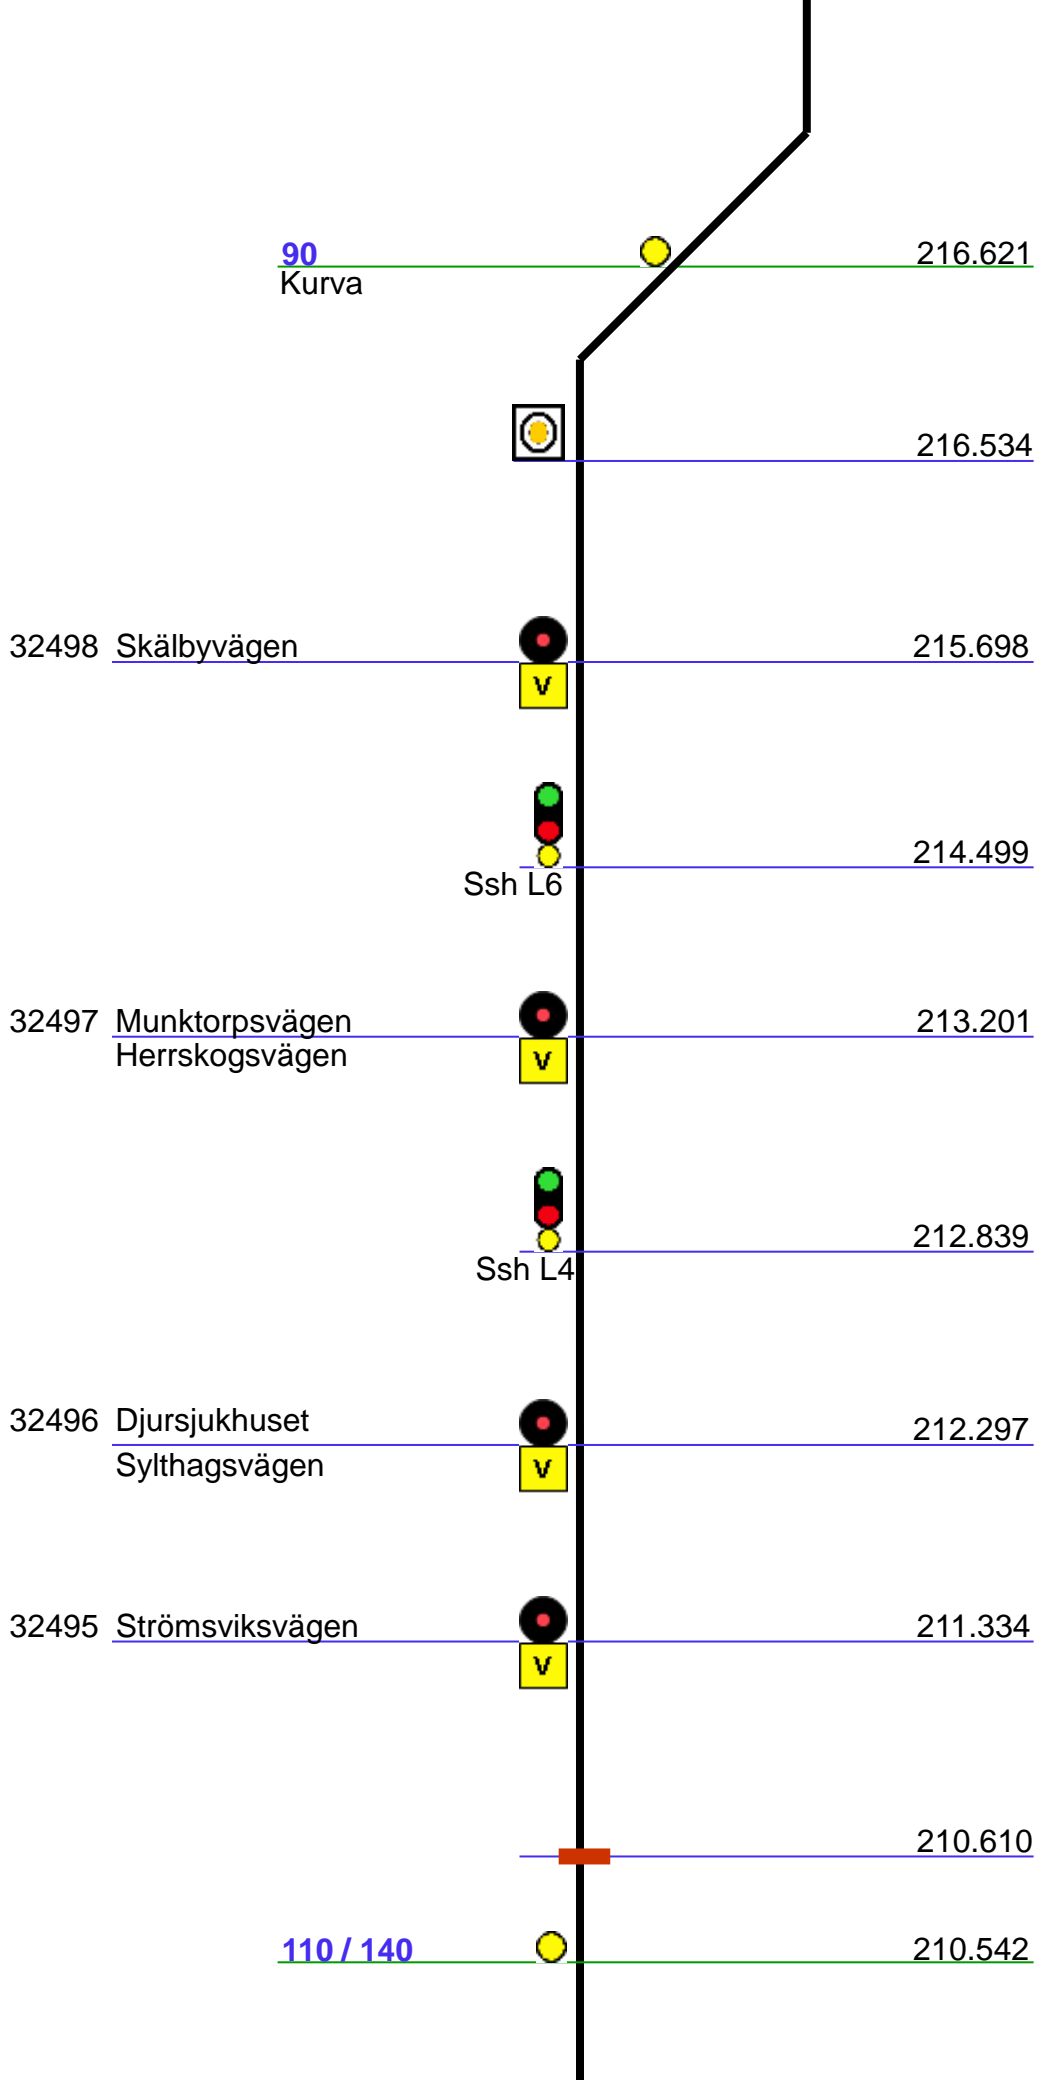 90 216.621
Kurva
216.534
32498 Skälbyvägen 215.698
V
214.499
Ssh L6
32497 Munktorpsvägen 213.201
Herrskogsvägen
V
212.839
Ssh L4
32496 Djursjukhuset 212.297
Sylthagsvägen
V
32495 Strömsviksvägen 211.334
V
210.610
110 / 140 210.542